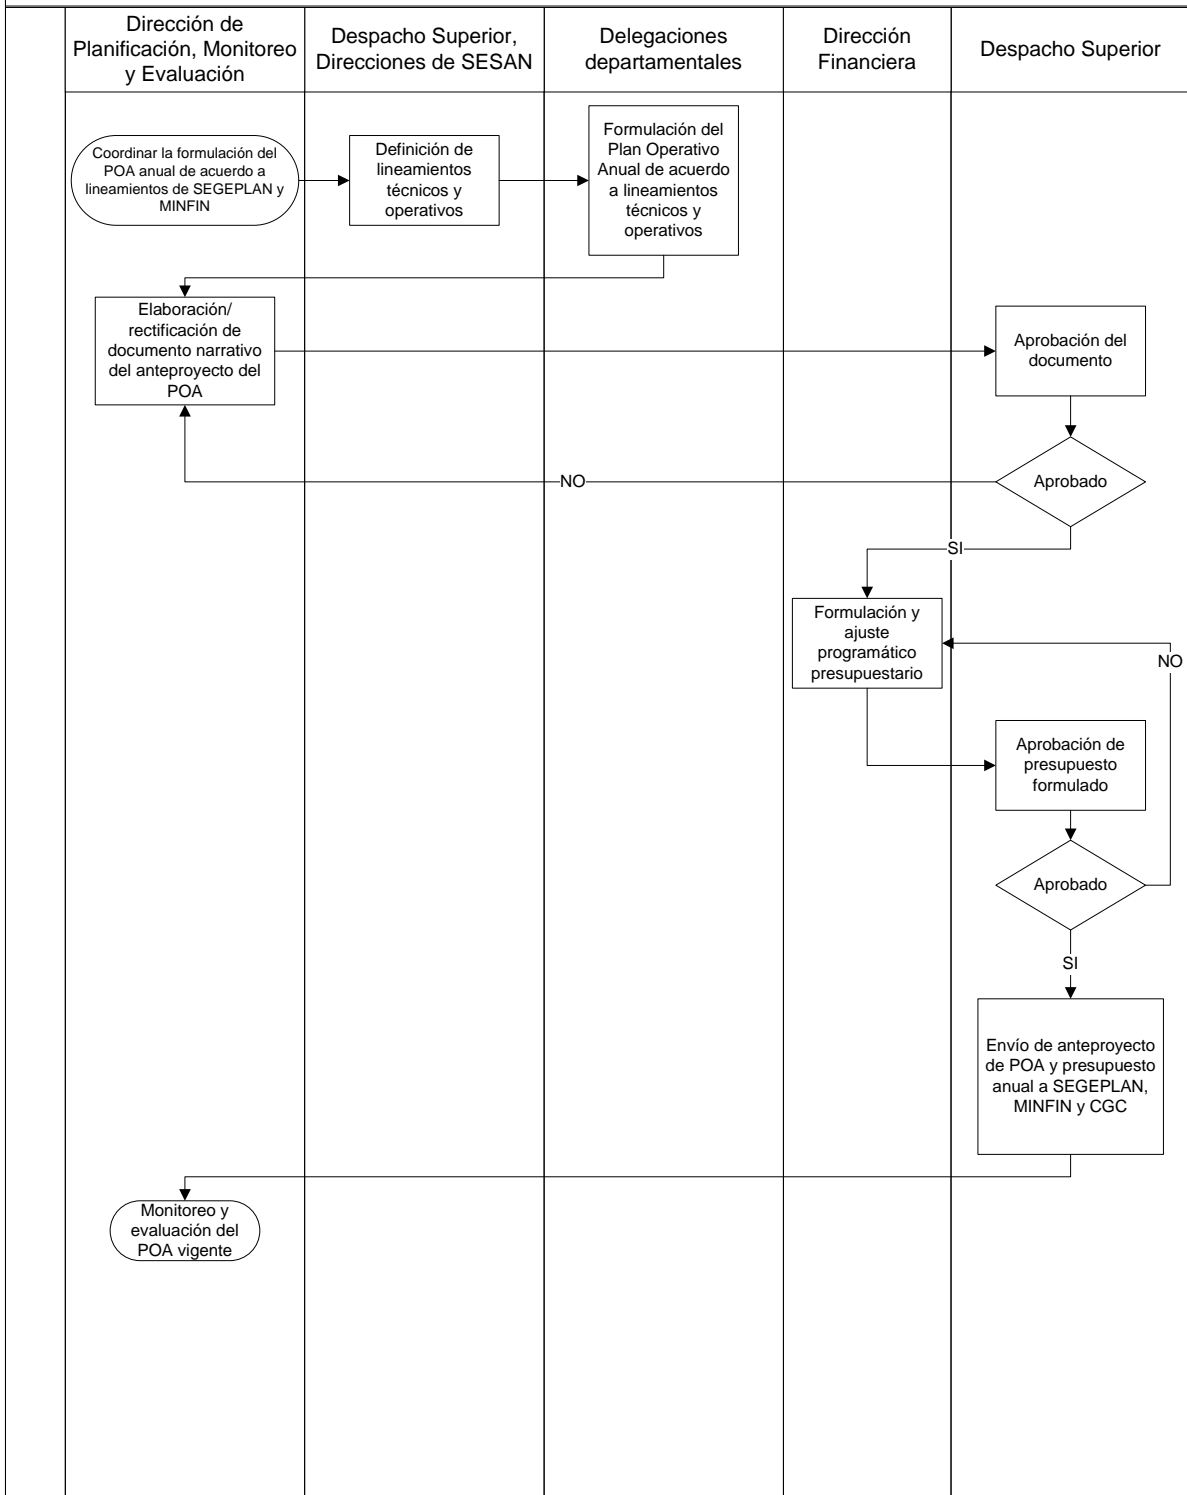 Dirección de
Planificación, Monitoreo
y Evaluación
Despacho Superior,
Direcciones de SESAN
Delegaciones
departamentales
Dirección
Financiera
Despacho Superior
Coordinar la formulación del
POA anual de acuerdo a
lineamientos de SEGEPLAN y
MINFIN
Definición de
lineamientos
técnicos y
operativos
Formulación del
Plan Operativo
Anual de acuerdo
a lineamientos
técnicos y
operativos
Elaboración/
rectificación de
documento narrativo
del anteproyecto del
POA
Aprobación del
documento
Aprobado
NO
SI
Formulación y
ajuste
programático
presupuestario
NO
Aprobación de
presupuesto
formulado
Aprobado
SI
Envío de anteproyecto
de POA y presupuesto
anual a SEGEPLAN,
MINFIN y CGC
Monitoreo y
evaluación del
POA vigente